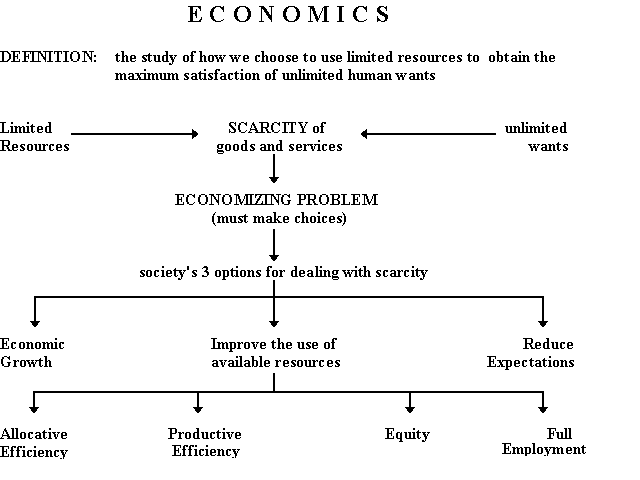 E C O N O M I C S
DEFINITION: the study of how we choose to use limited resources to obtain the
maximum satisfaction of unlimited human wants
Limited
Resources
SCARCITY of
goods and services
unlimited
wants
ECONOMIZING PROBLEM
(must make choices)
society's 3 options for dealing with scarcity
Economic
Growth
Improve the use of
available resources
Reduce
Expectations
Allocative
Efficiency
Productive
Efficiency
Equity
Full
Employment